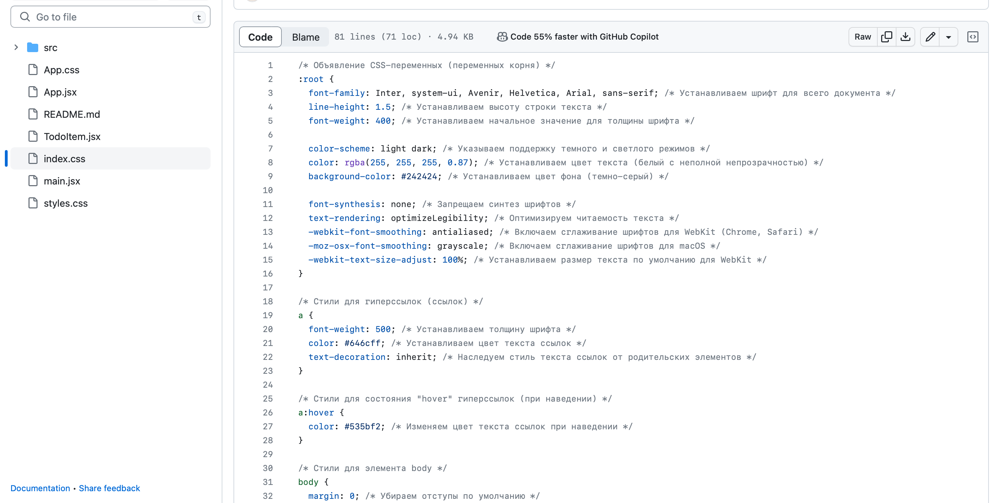 Go to file t
src
App.css
App.jsx
README.md
TodoItem.jsx
index.css
main.jsx
styles.css
Documentation • Share feedback
Code Blame 81 lines (71 loc) · 4.94 KB Code 55% faster with GitHub Copilot Raw
1 /* Объявление CSS-переменных (переменных корня) */
2 :root {
3 font-family: Inter, system-ui, Avenir, Helvetica, Arial, sans-serif; /* Устанавливаем шрифт для всего документа */
4 line-height: 1.5; /* Устанавливаем высоту строки текста */
5 font-weight: 400; /* Устанавливаем начальное значение для толщины шрифта */
6
7 color-scheme: light dark; /* Указываем поддержку темного и светлого режимов */
8 color: rgba(255, 255, 255, 0.87); /* Устанавливаем цвет текста (белый с неполной непрозрачностью) */
9 background-color: #242424; /* Устанавливаем цвет фона (темно-серый) */
10
11 font-synthesis: none; /* Запрещаем синтез шрифтов */
12 text-rendering: optimizeLegibility; /* Оптимизируем читаемость текста */
13 -webkit-font-smoothing: antialiased; /* Включаем сглаживание шрифтов для WebKit (Chrome, Safari) */
14 -moz-osx-font-smoothing: grayscale; /* Включаем сглаживание шрифтов для macOS */
15 -webkit-text-size-adjust: 100%; /* Устанавливаем размер текста по умолчанию для WebKit */
16 }
17
18 /* Стили для гиперссылок (ссылок) */
19 a {
20 font-weight: 500; /* Устанавливаем толщину шрифта */
21 color: #646cff; /* Устанавливаем цвет текста ссылок */
22 text-decoration: inherit; /* Наследуем стиль текста ссылок от родительских элементов */
23 }
24
25 /* Стили для состояния "hover" гиперссылок (при наведении) */
26 a:hover {
27 color: #535bf2; /* Изменяем цвет текста ссылок при наведении */
28 }
29
30 /* Стили для элемента body */
31 body {
32 margin: 0; /* Убираем отступы по умолчанию */